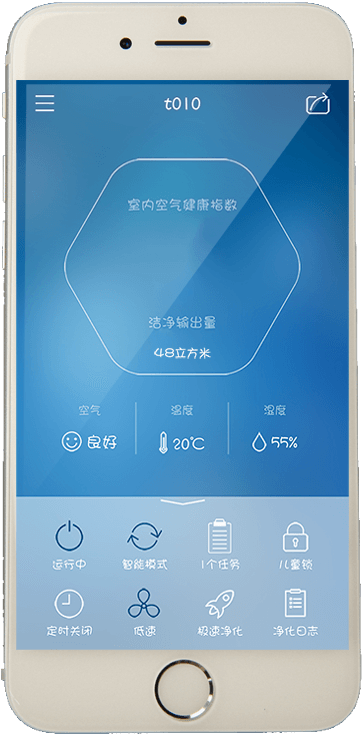 t010
室内空气健康指数
洁净输出量
48立方米
空气 温度 湿度
良好 20℃ 55%
运行中 智能模式 1个任务 儿童锁
定时关闭 低速 极速净化 净化日志